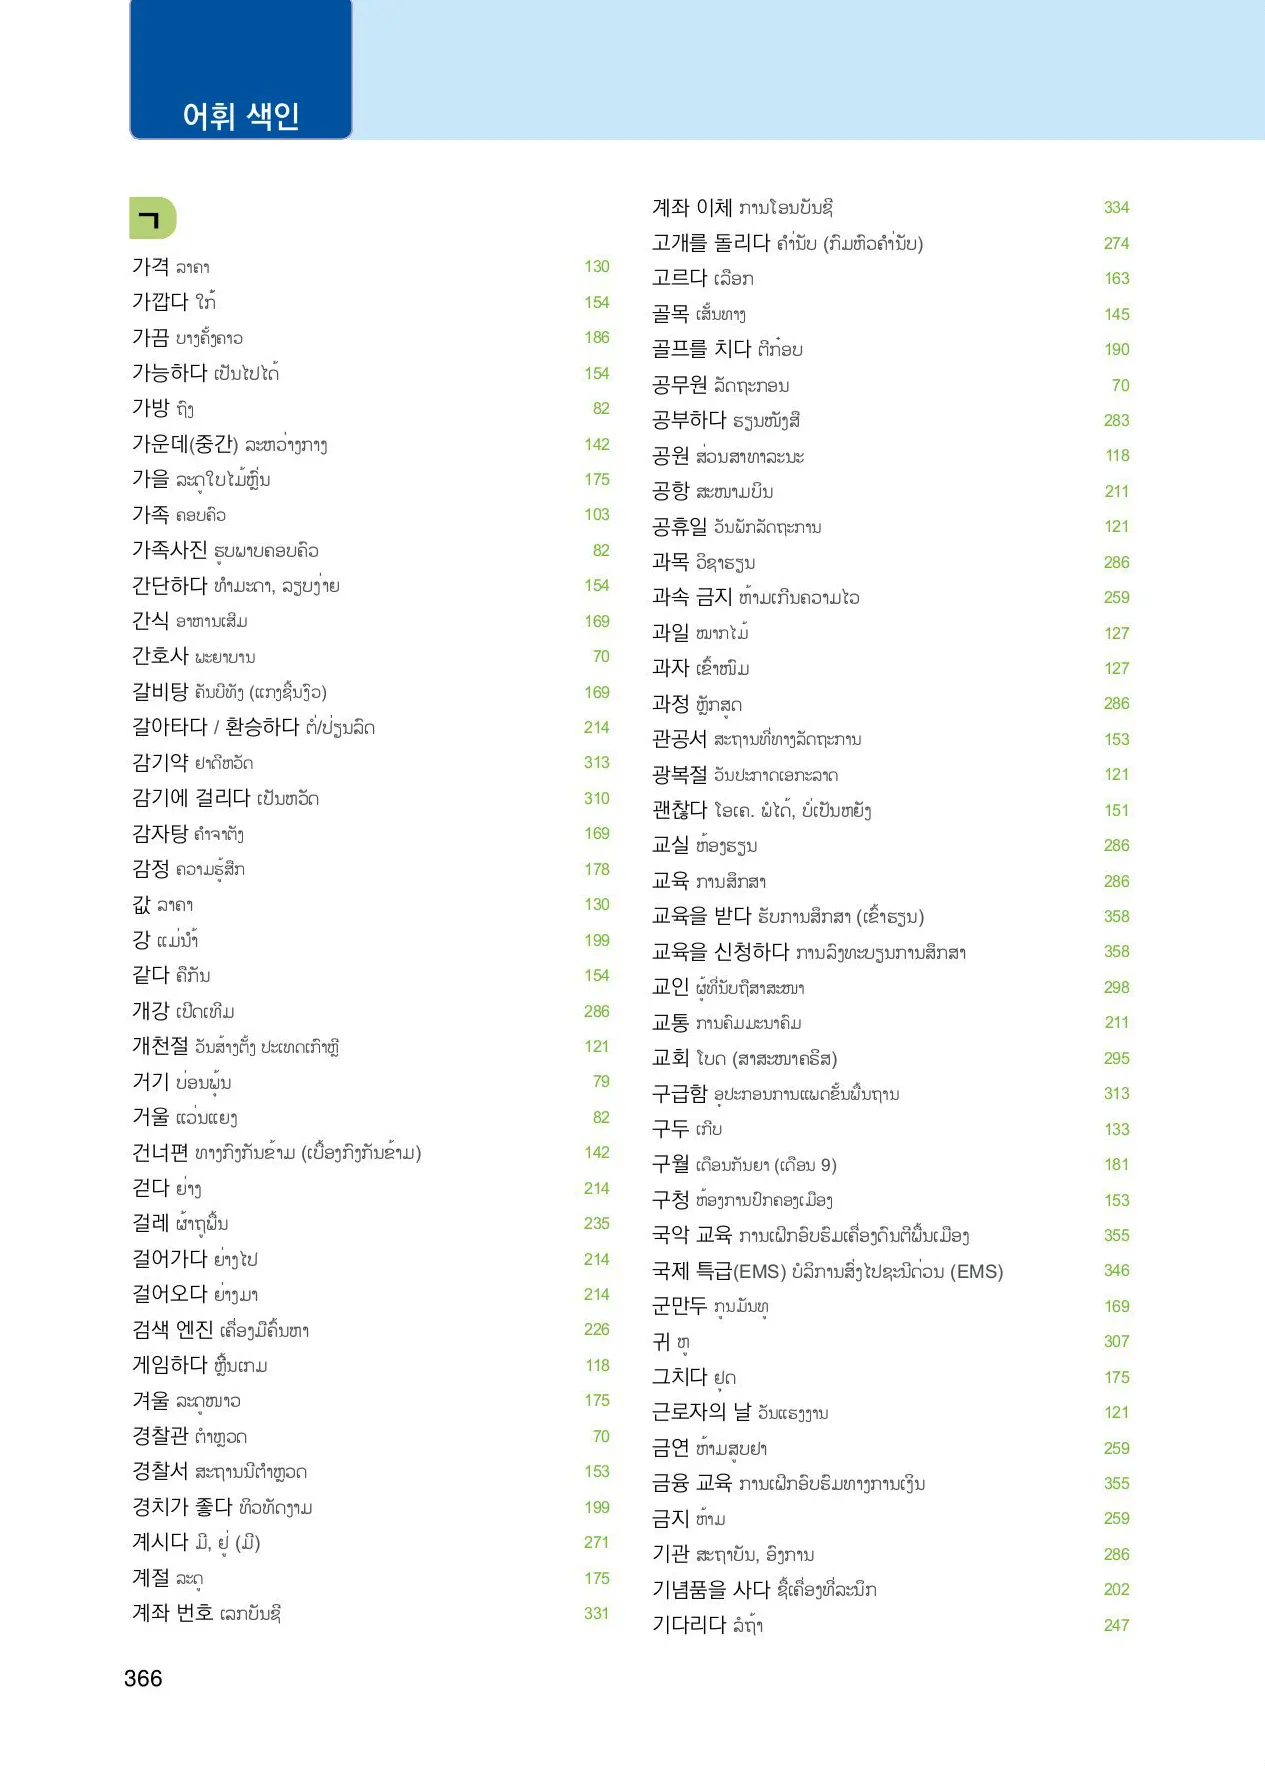 어휘 색인
ㄱ
가격 ລາຄາ 130
가깝다 ໃກ້ 154
가끔 ບາງຄັ້ງຄາວ 186
가능하다 ເປັນໄປໄດ້ 154
가방 ຖົງ 82
가운데(중간) ລະຫວ່າງກາງ 142
가을 ລະດູໃບໄມ້ຫຼົ່ນ 175
가족 ຄອບຄົວ 103
가족사진 ຮູບພາບຄອບຄົວ 82
간단하다 ທຳມະດາ, ລຽບງ່າຍ 154
간식 ອາຫານເສີມ 169
간호사 ພະຍາບານ 70
갈비탕 ຄັນບີທັງ (ແກງຊີ້ນງົວ) 169
갈아타다 / 환승하다 ຕໍ່/ປ່ຽນລົດ 214
감기약 ຢາດີຫວັດ 313
감기에 걸리다 ເປັນຫວັດ 310
감자탕 ຄຳຈາຕັງ 169
감정 ຄວາມຮູ້ສືກ 178
값 ລາຄາ 130
강 ແມ່ນ້ຳ 199
같다 ຄືກັນ 154
개강 ເປີດເທີມ 286
개천절 ວັນສ້າງຕັ້ງ ປະເທດເກົາຫຼີ 121
거기 ບ່ອນພຸ້ນ 79
거울 ແວ່ນແຍງ 82
건너편 ທາງກົງກັນຂ້າມ (ເບື້ອງກົງກັນຂ້າມ) 142
걷다 ຍ່າງ 214
걸레 ຜ້າຖູພື້ນ 235
걸어가다 ຍ່າງໄປ 214
걸어오다 ຍ່າງມາ 214
검색 엔진 ເຄື່ອງມືຄົ້ນຫາ 226
게임하다 ຫຼີ້ນເກມ 118
겨울 ລະດູໜາວ 175
경찰관 ຕຳຫຼວດ 70
경찰서 ສະຖານນີຕຳຫຼວດ 153
경치가 좋다 ທິວທັດງາມ 199
계시다 ມີ, ຢູ່ (ມີ) 271
계절 ລະດູ 175
계좌 번호 ເລກບັນຊີ 331
계좌 이체 ການໂອນບັນຊີ 334
고개를 돌리다 ຄຳ່ນັບ (ກົມຫົວຄຳ່ນັບ) 274
고르다 ເລືອກ 163
골목 ເສັ້ນທາງ 145
골프를 치다 ຕີກ໋ອບ 190
공무원 ລັດຖະກອນ 70
공부하다 ຮຽນໜັງສື 283
공원 ສ່ວນສາທາລະນະ 118
공항 ສະໜາມບິນ 211
공휴일 ວັນພັກລັດຖະການ 121
과목 ວິຊາຮຽນ 286
과속 금지 ຫ້າມເກີນຄວາມໄວ 259
과일 ໝາກໄມ້ 127
과자 ເຂົ້າໜົມ 127
과정 ຫຼັກສູດ 286
관공서 ສະຖານທີ່ທາງລັດຖະການ 153
광복절 ວັນປະກາດເອກະລາດ 121
괜찮다 ໂອເຄ. ພໍໄດ້, ບໍ່ເປັນຫຍັງ 151
교실 ຫ້ອງຮຽນ 286
교육 ການສຶກສາ 286
교육을 받다 ຮັບການສຶກສາ (ເຂົ້າຮຽນ) 358
교육을 신청하다 ການລົງທະບຽນການສຶກສາ 358
교인 ຜູ້ທີ່ນັບຖືສາສະໜາ 298
교통 ການຄົມມະນາຄົມ 211
교회 ໂບດ (ສາສະໜາຄຣິສ) 295
구급함 ອຸປະກອນການແພດຂັ້ນພື້ນຖານ 313
구두 ເກີບ 133
구월 ເດືອນກັນຍາ (ເດືອນ 9) 181
구청 ຫ້ອງການປົກຄອງເມືອງ 153
국악 교육 ການເຝິກອົບຮົມເຄື່ອງດົນຕີພື້ນເມືອງ 355
국제 특급(EMS) ບໍລິການສົ່ງໄປຊະນີດ່ວນ (EMS) 346
군만두 ກູນມັນທູ 169
귀 ຫູ 307
그치다 ຢຸດ 175
근로자의 날 ວັນແຮງງານ 121
금연 ຫ້າມສູບຢາ 259
금융 교육 ການເຝິກອົບຮົມທາງການເງິນ 355
금지 ຫ້າມ 259
기관 ສະຖາບັນ, ອົງການ 286
기념품을 사다 ຊື້ເຄື່ອງທີ່ລະນຶກ 202
기다리다 ລໍຖ້າ 247
366